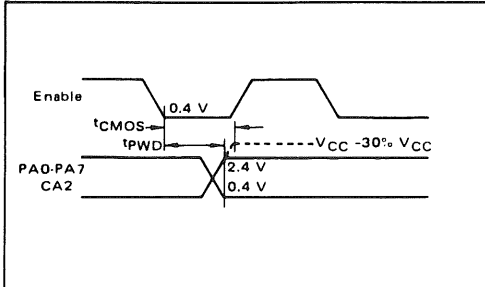 Enable
0.4 V
tCMOS
tPWD
VCC -30% VCC
PA0-PA7
CA2
2.4 V
0.4 V